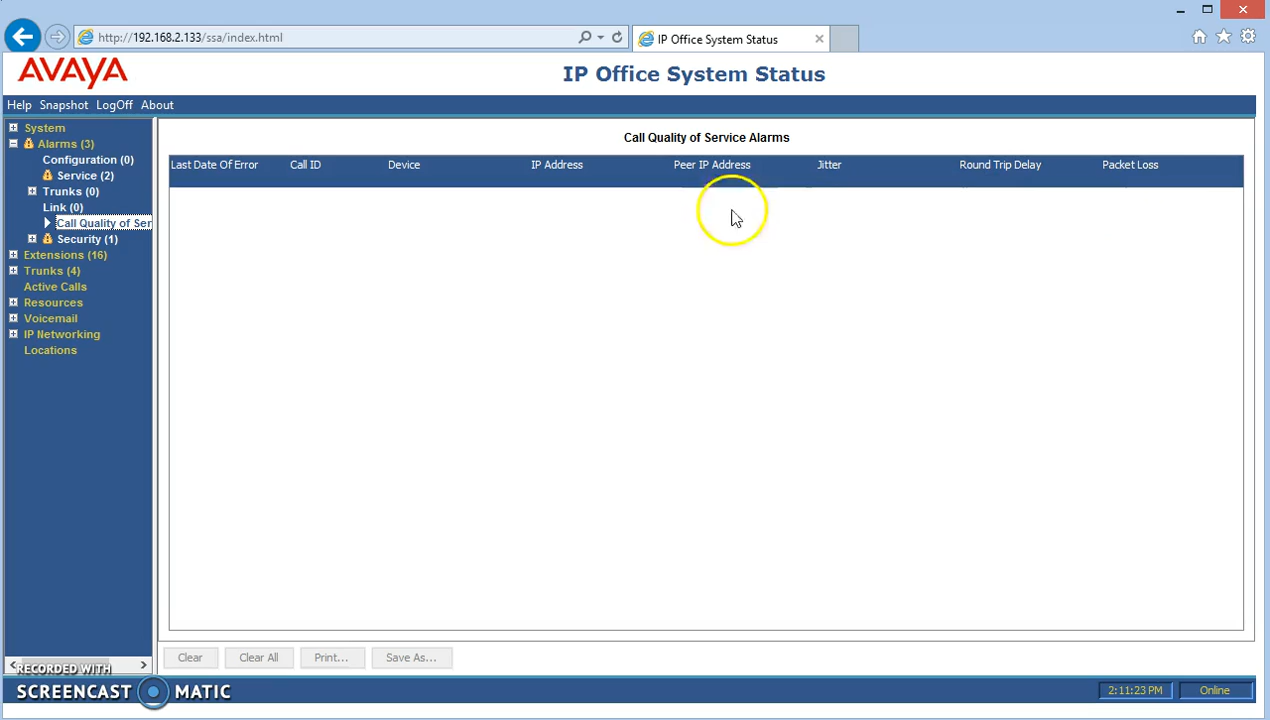 http://192.168.2.133/ssa/index.html
IP Office System Status
AVAYA
IP Office System Status
Help Snapshot LogOff About
System
Alarms (3)
Configuration (0)
Service (2)
Trunks (0)
Link (0)
Call Quality of Ser
Security (1)
Extensions (16)
Trunks (4)
Active Calls
Resources
Voicemail
IP Networking
Locations
Call Quality of Service Alarms
Last Date Of Error Call ID Device IP Address Peer IP Address Jitter Round Trip Delay Packet Loss
Clear Clear All Print... Save As...
RECORDED WITH
SCREENCAST MATIC
2:11:23 PM Online